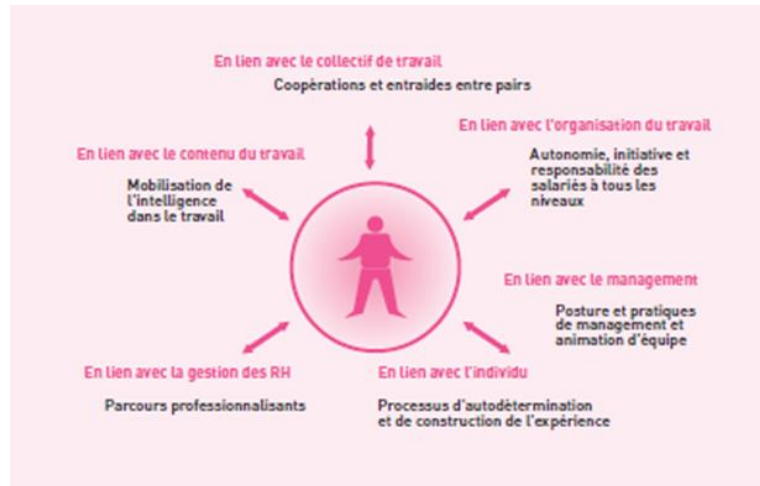 En lien avec le collectif de travail
Coopérations et entraides entre pairs
En lien avec l'organisation du travail
Autonomie, initiative et
responsabilité des
salariés à tous les
niveaux
En lien avec le contenu du travail
Mobilisation de
l'intelligence
dans le travail
En lien avec le management
Posture et pratiques
de management et
animation d'équipe
En lien avec la gestion des RH
Parcours professionnalisants
En lien avec l'individu
Processus d'autodétermination
et de construction de l'expérience